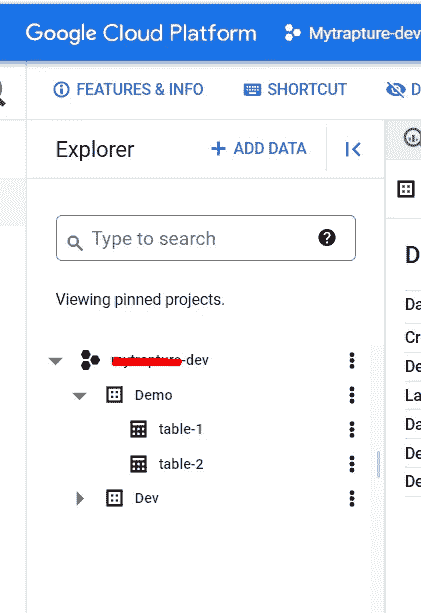 Google Cloud Platform Mytrapture-dev
FEATURES & INFO SHORTCUT D
Explorer + ADD DATA
Type to search ?
Viewing pinned projects.
-dev
Demo
table-1
table-2
Dev
D
Da
Cr
De
La
Da
De
De